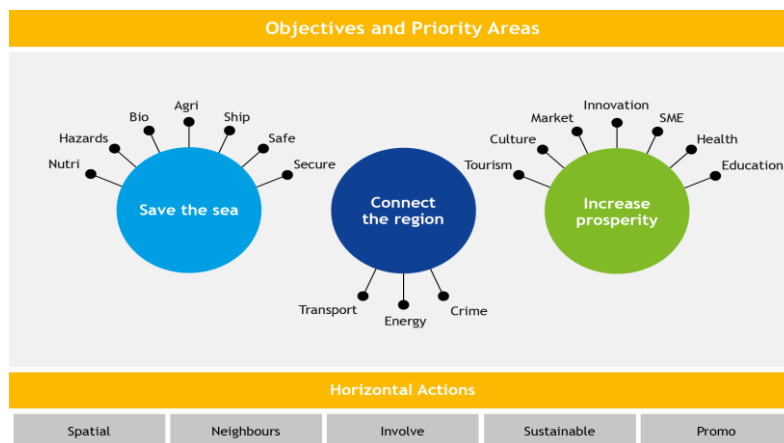 Objectives and Priority Areas
Nutri
Hazards
Bio
Agri
Ship
Safe
Secure
Save the sea
Connect
the region
Transport
Energy
Crime
Tourism
Culture
Market
Innovation
SME
Health
Education
Increase
prosperity
Horizontal Actions
Spatial
Neighbours
Involve
Sustainable
Promo